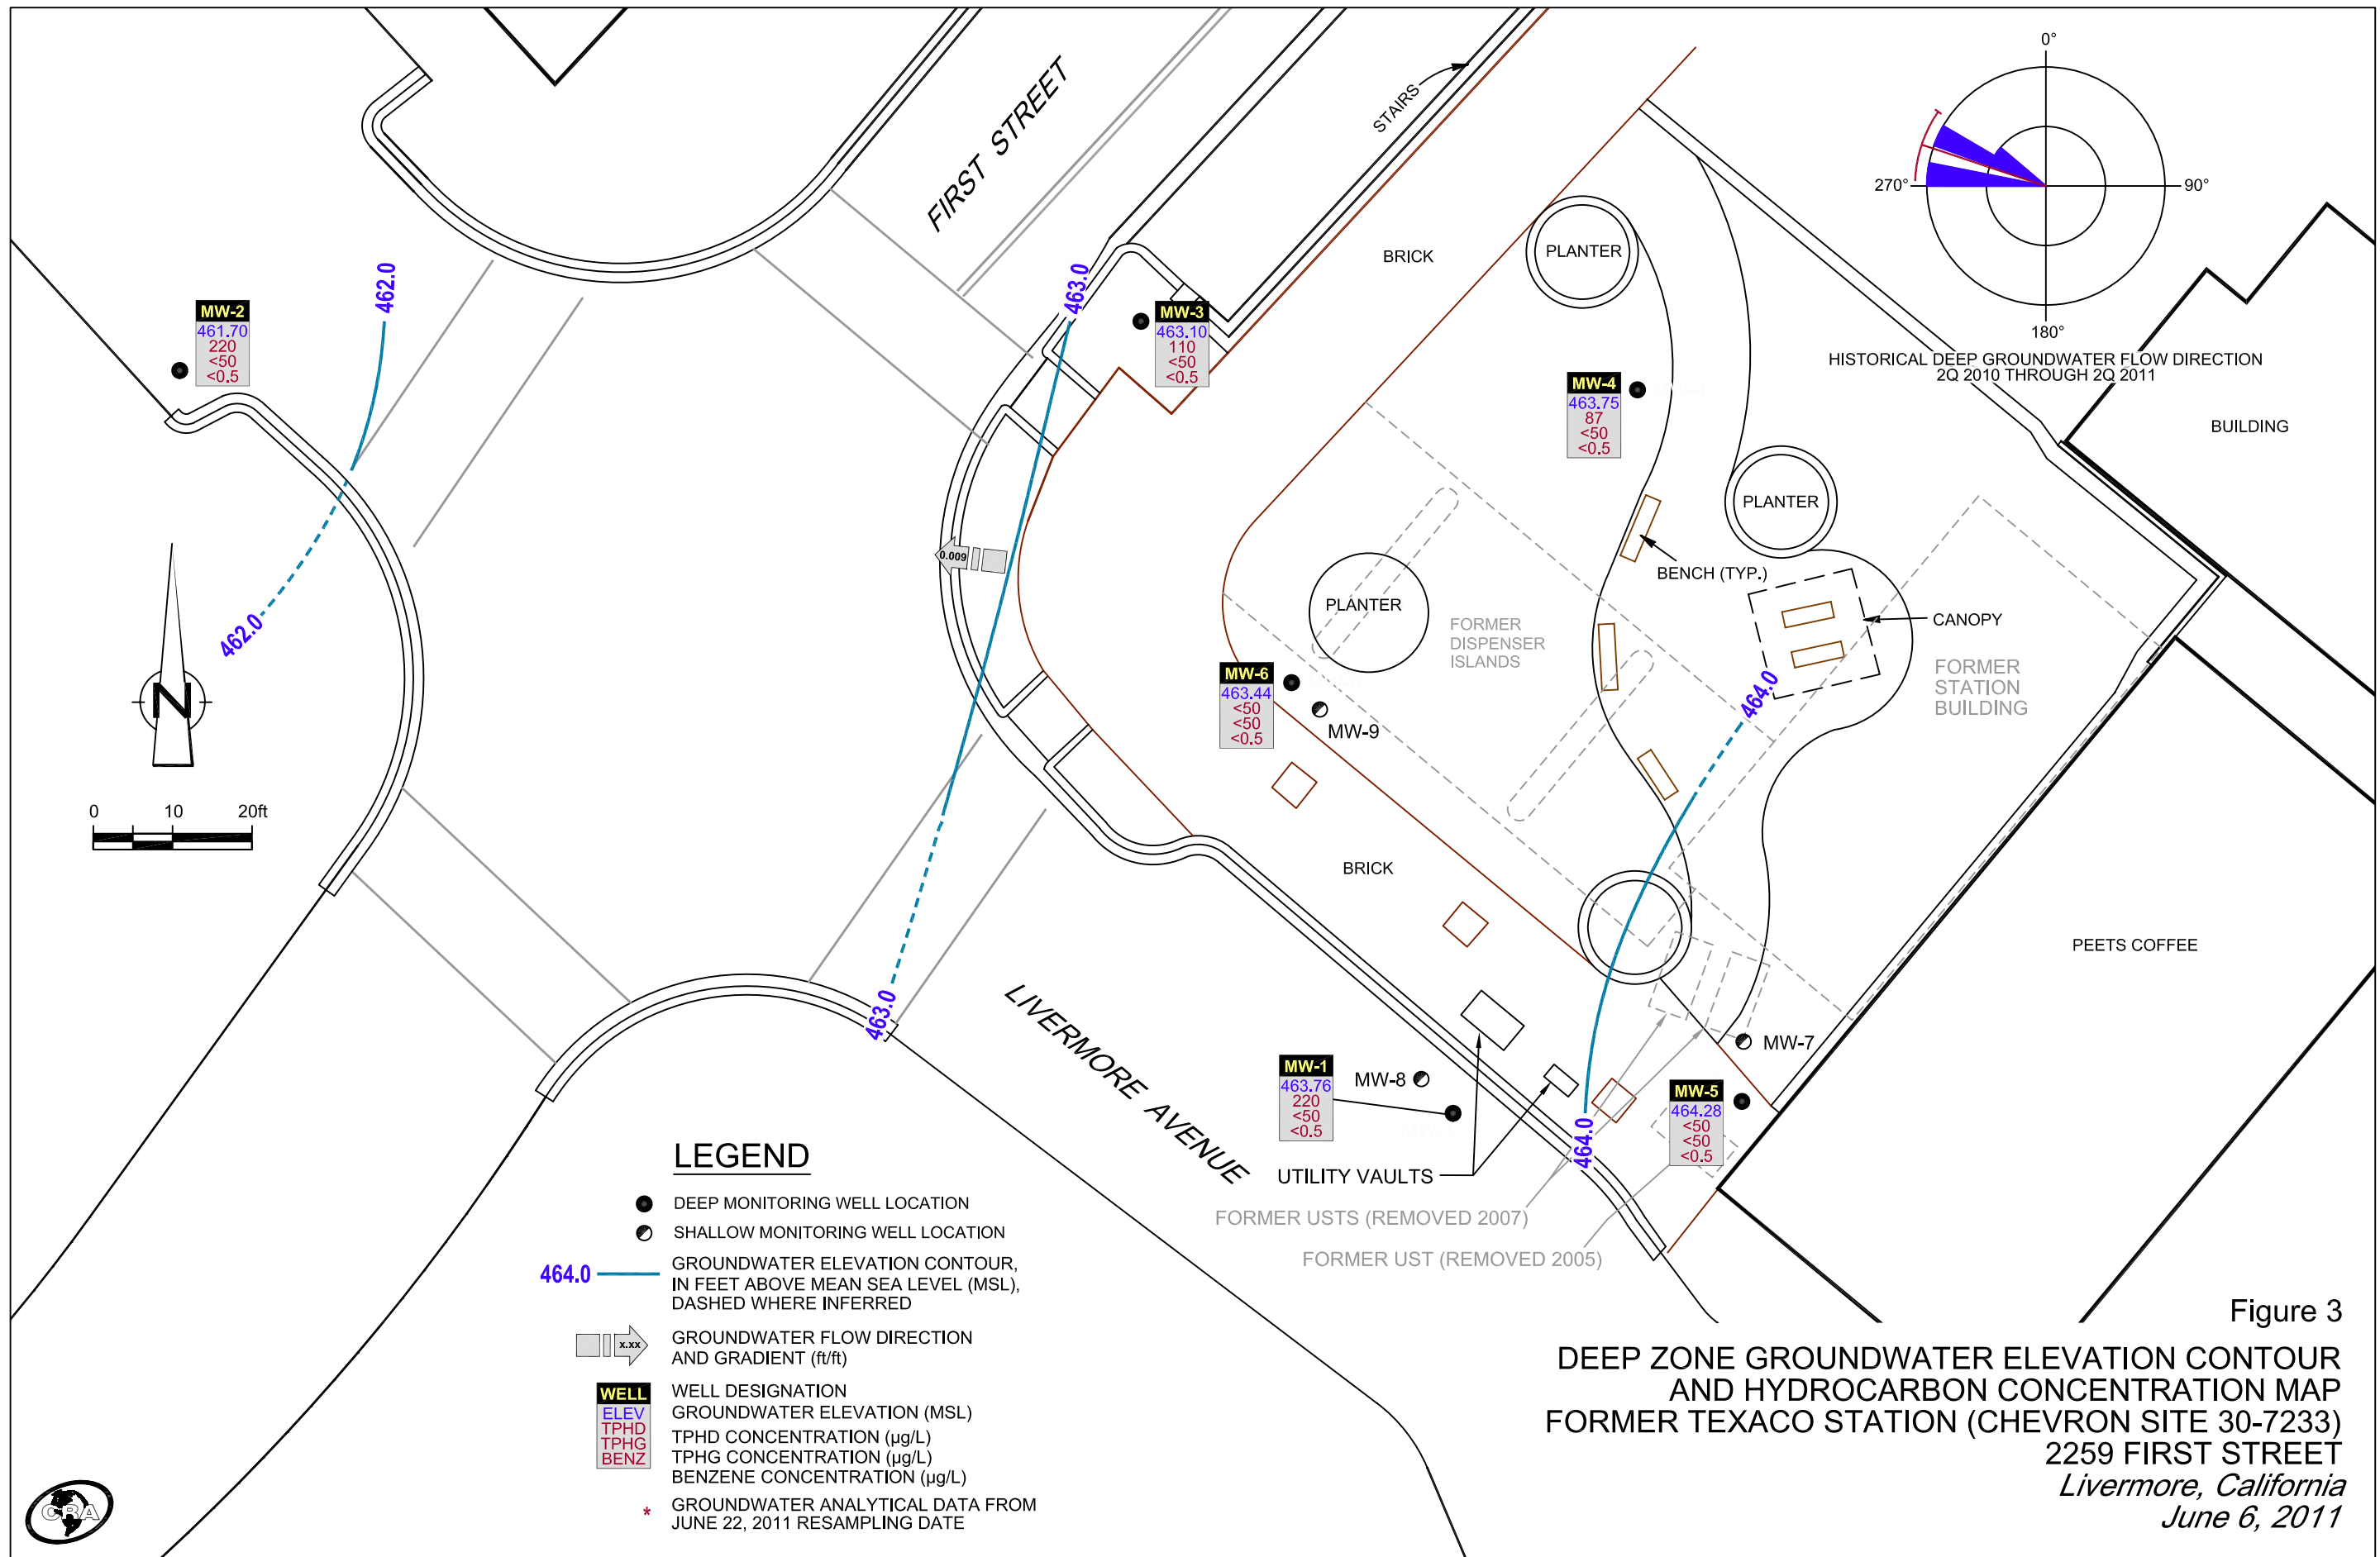 FIRST STREET
STAIRS
0°
270°
90°
180°
HISTORICAL DEEP GROUNDWATER FLOW DIRECTION
2Q 2010 THROUGH 2Q 2011
BRICK
PLANTER
BUILDING
462.0
463.0
MW-2
461.70
220
<50
<0.5
MW-3
463.10
110
<50
<0.5
MW-4
463.75
87
<50
<0.5
PLANTER
0.009
BENCH (TYP.)
PLANTER
FORMER
DISPENSER
ISLANDS
CANOPY
FORMER
STATION
BUILDING
462.0
N
MW-6
463.44
<50
<50
<0.5
MW-9
464.0
0 10 20ft
BRICK
PEETS COFFEE
463.0
LIVERMORE AVENUE
MW-7
MW-8
MW-1
463.76
220
<50
<0.5
MW-5
464.28
<50
<50
<0.5
464.0
UTILITY VAULTS
FORMER USTS (REMOVED 2007)
FORMER UST (REMOVED 2005)
LEGEND
DEEP MONITORING WELL LOCATION
SHALLOW MONITORING WELL LOCATION
464.0
GROUNDWATER ELEVATION CONTOUR,
IN FEET ABOVE MEAN SEA LEVEL (MSL),
DASHED WHERE INFERRED
x.xx
GROUNDWATER FLOW DIRECTION
AND GRADIENT (ft/ft)
WELL
ELEV
TPHD
TPHG
BENZ
WELL DESIGNATION
GROUNDWATER ELEVATION (MSL)
TPHD CONCENTRATION (µg/L)
TPHG CONCENTRATION (µg/L)
BENZENE CONCENTRATION (µg/L)
* GROUNDWATER ANALYTICAL DATA FROM
JUNE 22, 2011 RESAMPLING DATE
CRA
Figure 3
DEEP ZONE GROUNDWATER ELEVATION CONTOUR
AND HYDROCARBON CONCENTRATION MAP
FORMER TEXACO STATION (CHEVRON SITE 30-7233)
2259 FIRST STREET
Livermore, California
June 6, 2011